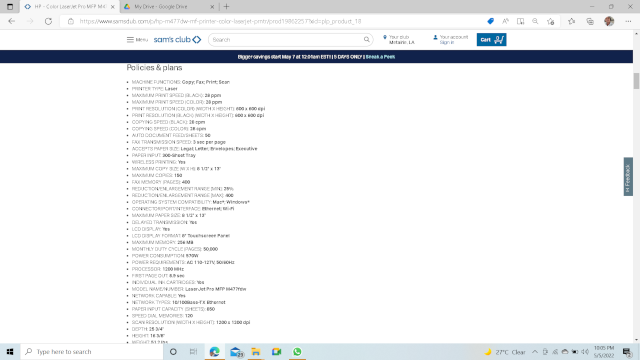 HP - Color LaserJet Pro MFP M477
My Drive - Google Drive
https://www.samsclub.com/p/hp-m477dw-mf-printer-color-laserjet-pmtr/prod19062251?xid=plp_product_18
Menu
sam's club
Search
Your club
Metairie, LA
Your account
Sign in
Cart
Bigger savings start May 7 at 12:01am EST! | 5 DAYS ONLY | Sneak a Peek
Policies & plans
MACHINE FUNCTIONS: Copy; Fax; Print; Scan
PRINTER TYPE: Laser
MAXIMUM PRINT SPEED (BLACK): 28 ppm
MAXIMUM PRINT SPEED (COLOR): 28 ppm
PRINT RESOLUTION (COLOR) (WIDTH X HEIGHT): 600 x 600 dpi
PRINT RESOLUTION (BLACK) (WIDTH X HEIGHT): 600 x 600 dpi
COPYING SPEED (BLACK): 28 cpm
COPYING SPEED (COLOR): 28 cpm
AUTO DOCUMENT FEED/SHEETS: 50
FAX TRANSMISSION SPEED: 3 sec per page
ACCEPTS PAPER SIZE: Legal; Letter; Envelopes; Executive
PAPER INPUT: 300-Sheet Tray
WIRELESS PRINTING: Yes
MAXIMUM COPY SIZE (W X H): 8 1/2" x 13"
MAXIMUM COPIES: 150
FAX MEMORY (PAGES): 400
REDUCTION/ENLARGEMENT RANGE (MIN): 25%
REDUCTION/ENLARGEMENT RANGE (MAX): 400
OPERATING SYSTEM COMPATIBILITY: Mac®; Windows®
CONNECTOR/PORT/INTERFACE: Ethernet; Wi-Fi
MAXIMUM PAPER SIZE: 8 1/2" x 13"
DELAYED TRANSMISSION: Yes
LCD DISPLAY: Yes
LCD DISPLAY FORMAT: 5" Touchscreen Panel
MAXIMUM MEMORY: 256 MB
MONTHLY DUTY CYCLE (PAGES): 50,000
POWER CONSUMPTION: 570W
POWER REQUIREMENTS: AC 110-127V, 50/60Hz
PROCESSOR: 1200 MHz
FIRST PAGE OUT: 8.9 sec
INDIVIDUAL INK CARTRIDGES: Yes
MODEL NAME/NUMBER: LaserJet Pro MFP M477fdw
NETWORK CAPABLE: Yes
NETWORK TYPES: 10/100Base-TX Ethernet
PAPER INPUT CAPACITY (SHEETS): 850
SPEED DIAL MEMORIES: 120
SCAN RESOLUTION (WIDTH X HEIGHT): 1200 x 1200 dpi
DEPTH: 25 3/4"
HEIGHT: 15 3/4"
Feedback
Type here to search
27°C Clear
10:05 PM
5/5/2022